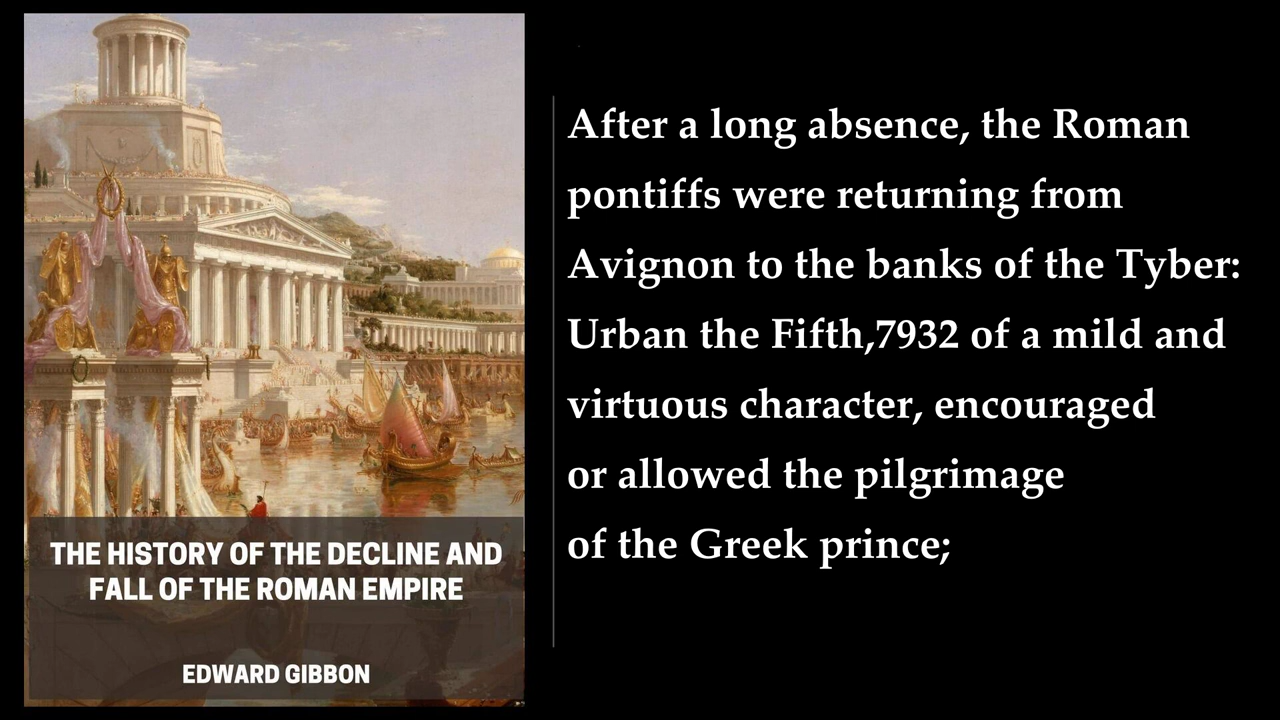 THE HISTORY OF THE DECLINE AND
FALL OF THE ROMAN EMPIRE
EDWARD GIBBON
After a long absence, the Roman
pontiffs were returning from
Avignon to the banks of the Tyber:
Urban the Fifth,7932 of a mild and
virtuous character, encouraged
or allowed the pilgrimage
of the Greek prince;